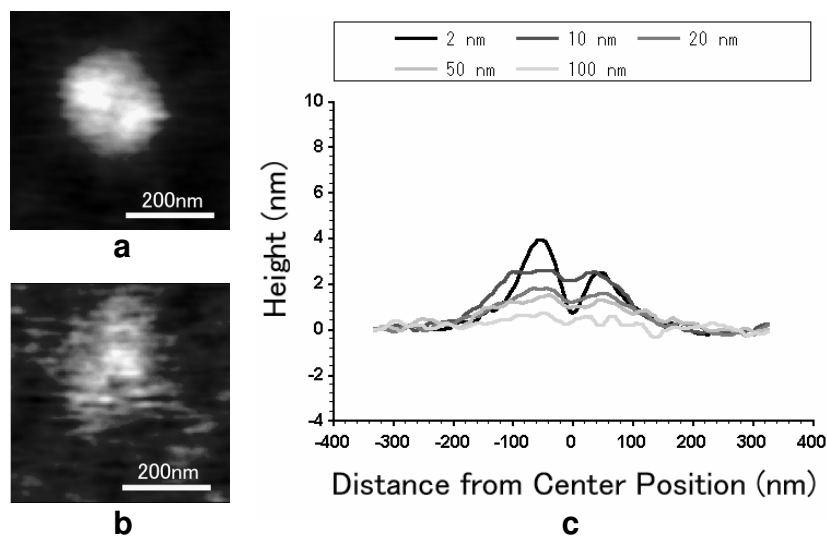 200nm
a
200nm
b
2 nm 10 nm 20 nm
50 nm 100 nm
10
8
6
4
2
0
-2
-4
Height (nm)
-400 -300 -200 -100 0 100 200 300 400
Distance from Center Position (nm)
c